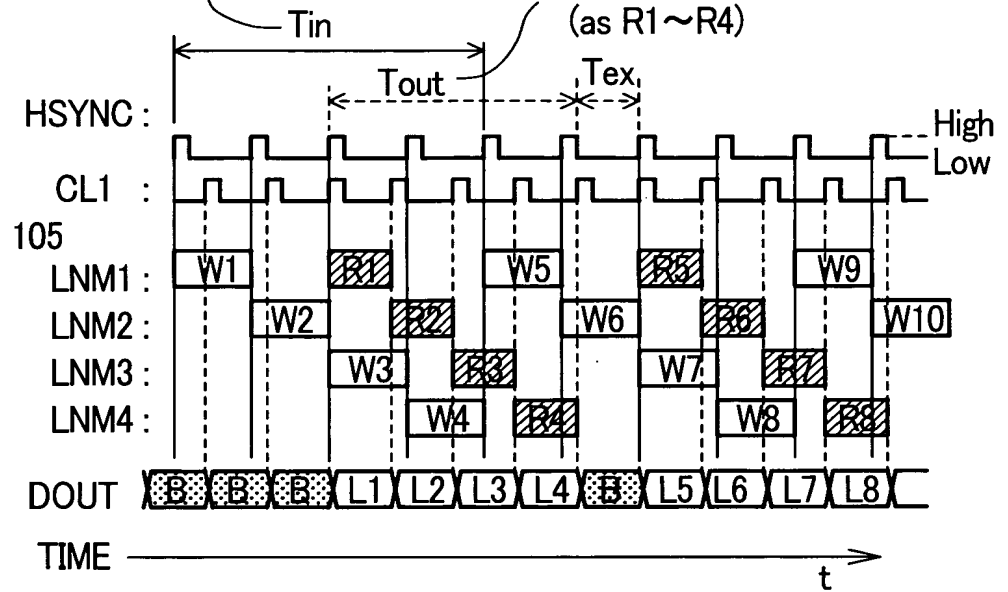 Tin
(as R1~R4)
Tout
Tex
HSYNC :
High
Low
CL1 :
105
LNM1 : W1 R1 W5 R5 W9
LNM2 : W2 R2 W6 R6 W10
LNM3 : W3 R3 W7 R7
LNM4 : W4 R4 W8 R8
DOUT B B B L1 L2 L3 L4 B L5 L6 L7 L8
TIME
t